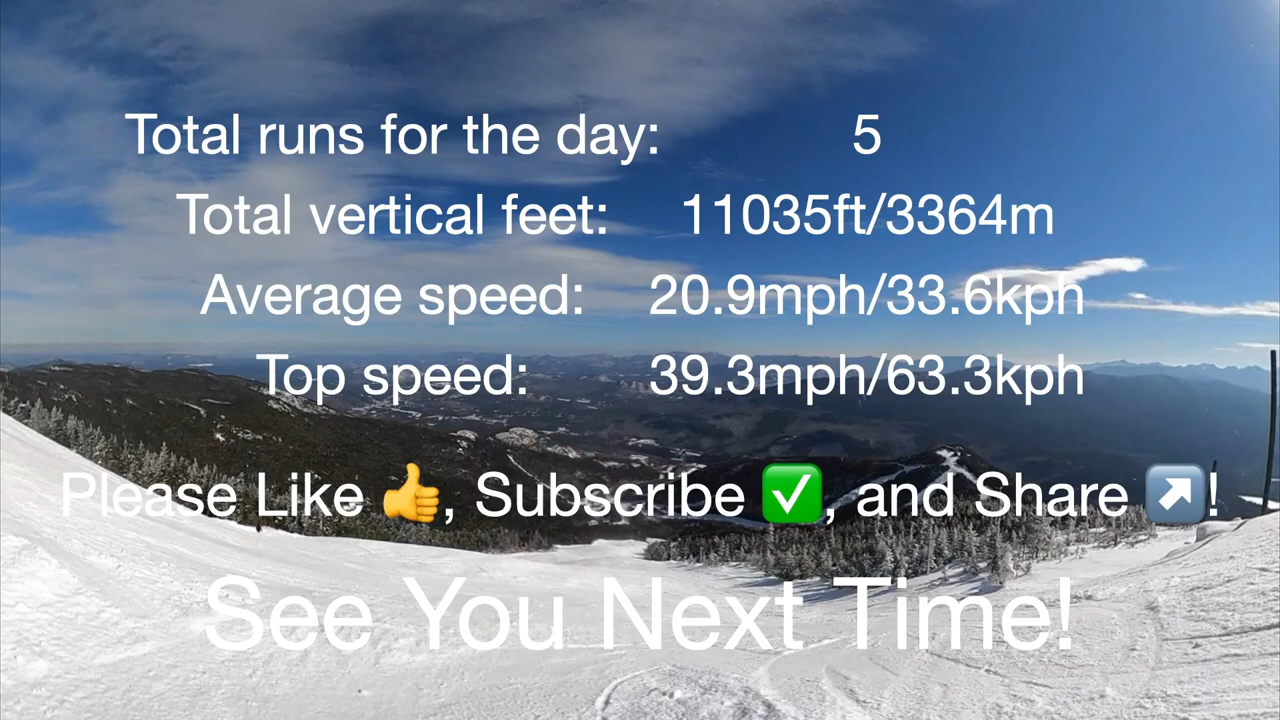 Total runs for the day: 5
Total vertical feet: 11035ft/3364m
Average speed: 20.9mph/33.6kph
Top speed: 39.3mph/63.3kph
Please Like 👍, Subscribe ✅, and Share ↗️!
See You Next Time!